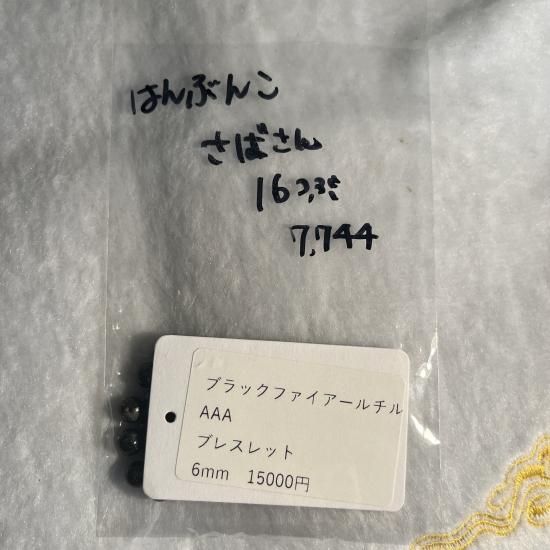 はんぶんこ
さばさん
16つぶ
7,744
ブラックファイアールチル
AAA
ブレスレット
6mm 15000円